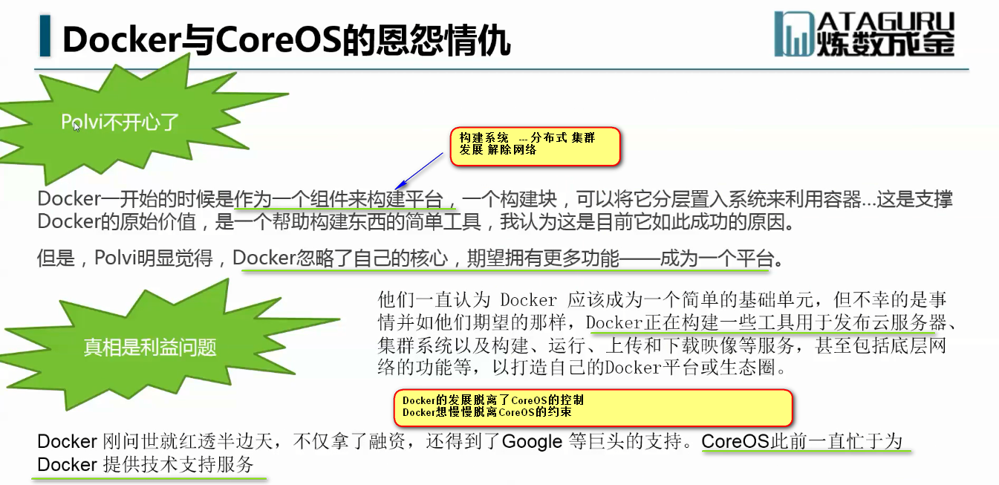 Docker与CoreOS的恩怨情仇
ATAGURU
炼数成金
Polvi不开心了
构建系统 --- 分布式 集群
发展 解除网络
Docker一开始的时候是作为一个组件来构建平台，一个构建块，可以将它分层置入系统来利用容器...这是支撑
Docker的原始价值，是一个帮助构建东西的简单工具，我认为这是目前它如此成功的原因。
但是，Polvi明显觉得，Docker忽略了自己的核心，期望拥有更多功能——成为一个平台。
真相是利益问题
他们一直认为 Docker 应该成为一个简单的基础单元，但不幸的是事
情并如他们期望的那样，Docker正在构建一些工具用于发布云服务器、
集群系统以及构建、运行、上传和下载映像等服务，甚至包括底层网
络的功能等，以打造自己的Docker平台或生态圈。
Docker的发展脱离了CoreOS的控制
Docker想慢慢脱离CoreOS的约束
Docker 刚问世就红透半边天，不仅拿了融资，还得到了Google 等巨头的支持。CoreOS此前一直忙于为
Docker 提供技术支持服务